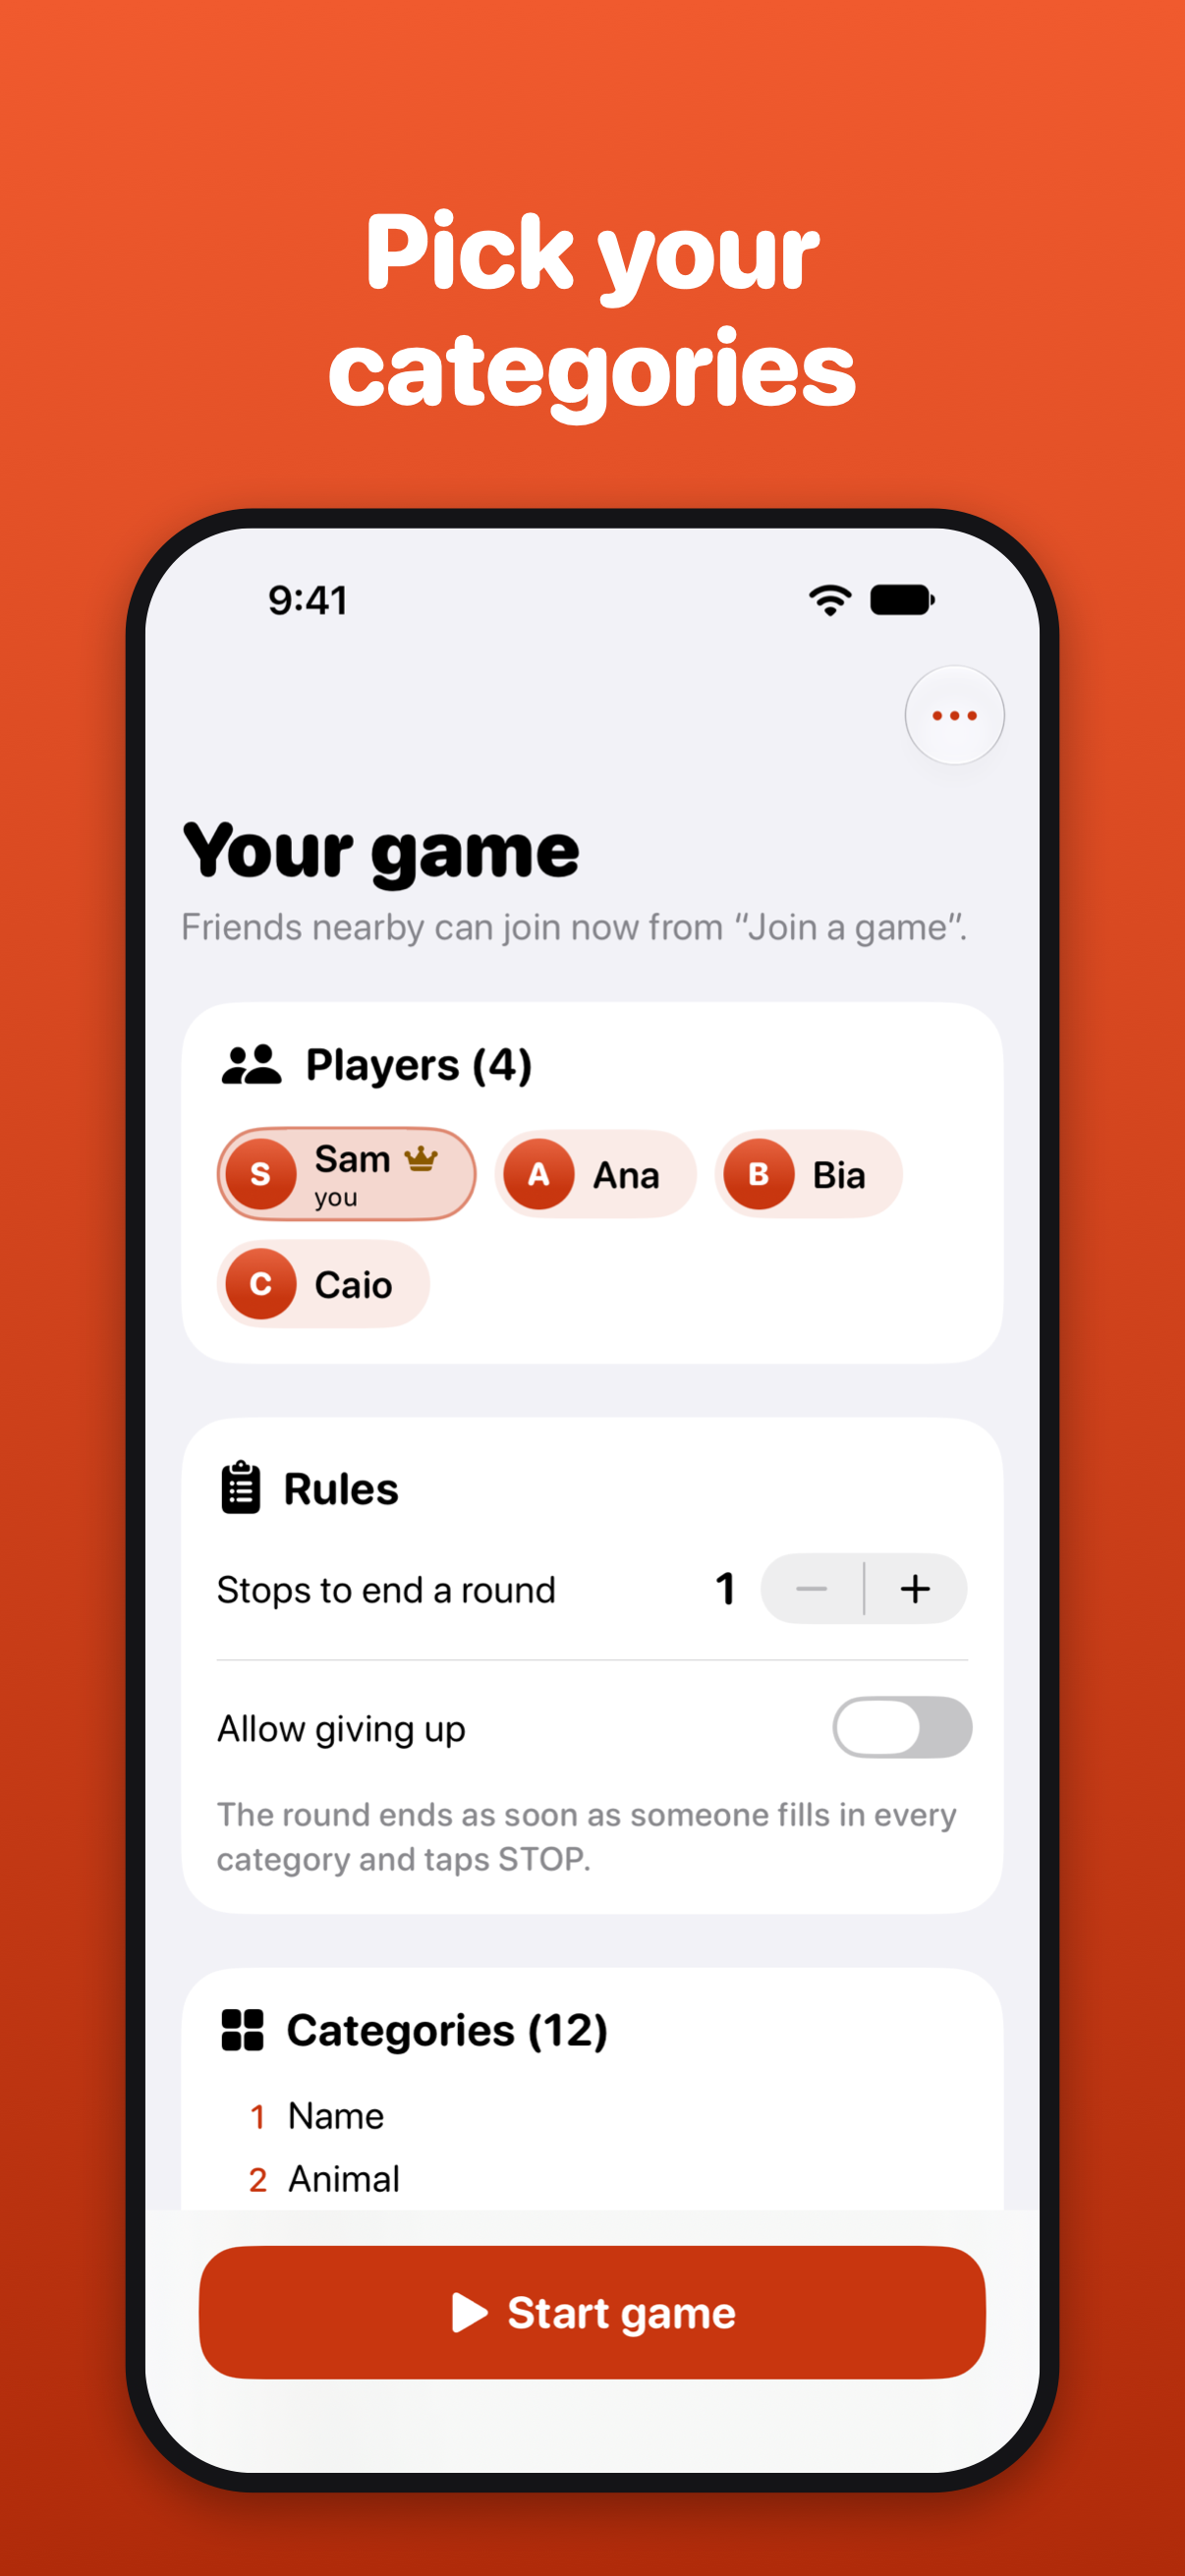 Pick your
categories
9:41
Your game
Friends nearby can join now from “Join a game”.
Players (4)
S Sam
you
A Ana
B Bia
C Caio
Rules
Stops to end a round 1 − +
Allow giving up
The round ends as soon as someone fills in every
category and taps STOP.
Categories (12)
1 Name
2 Animal
Start game